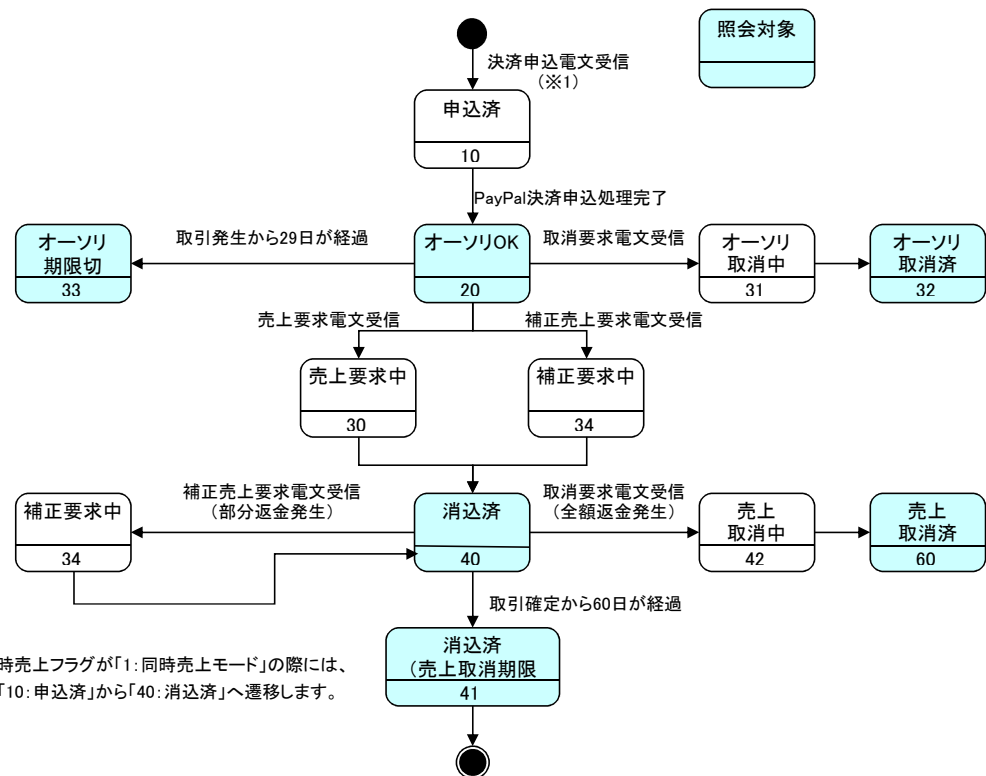 照会対象
決済申込電文受信
（※1）
申込済
10
PayPal決済申込処理完了
オーソリ
期限切
33
取引発生から29日が経過
オーソリOK
20
取消要求電文受信
オーソリ
取消中
31
オーソリ
取消済
32
売上要求電文受信
補正売上要求電文受信
売上要求中
30
補正要求中
34
補正要求中
34
補正売上要求電文受信
（部分返金発生）
消込済
40
取消要求電文受信
（全額返金発生）
売上
取消中
42
売上
取消済
60
取引確定から60日が経過
消込済
（売上取消期限
41
時売上フラグが「1:同時売上モード」の際には、
「10:申込済」から「40:消込済」へ遷移します。